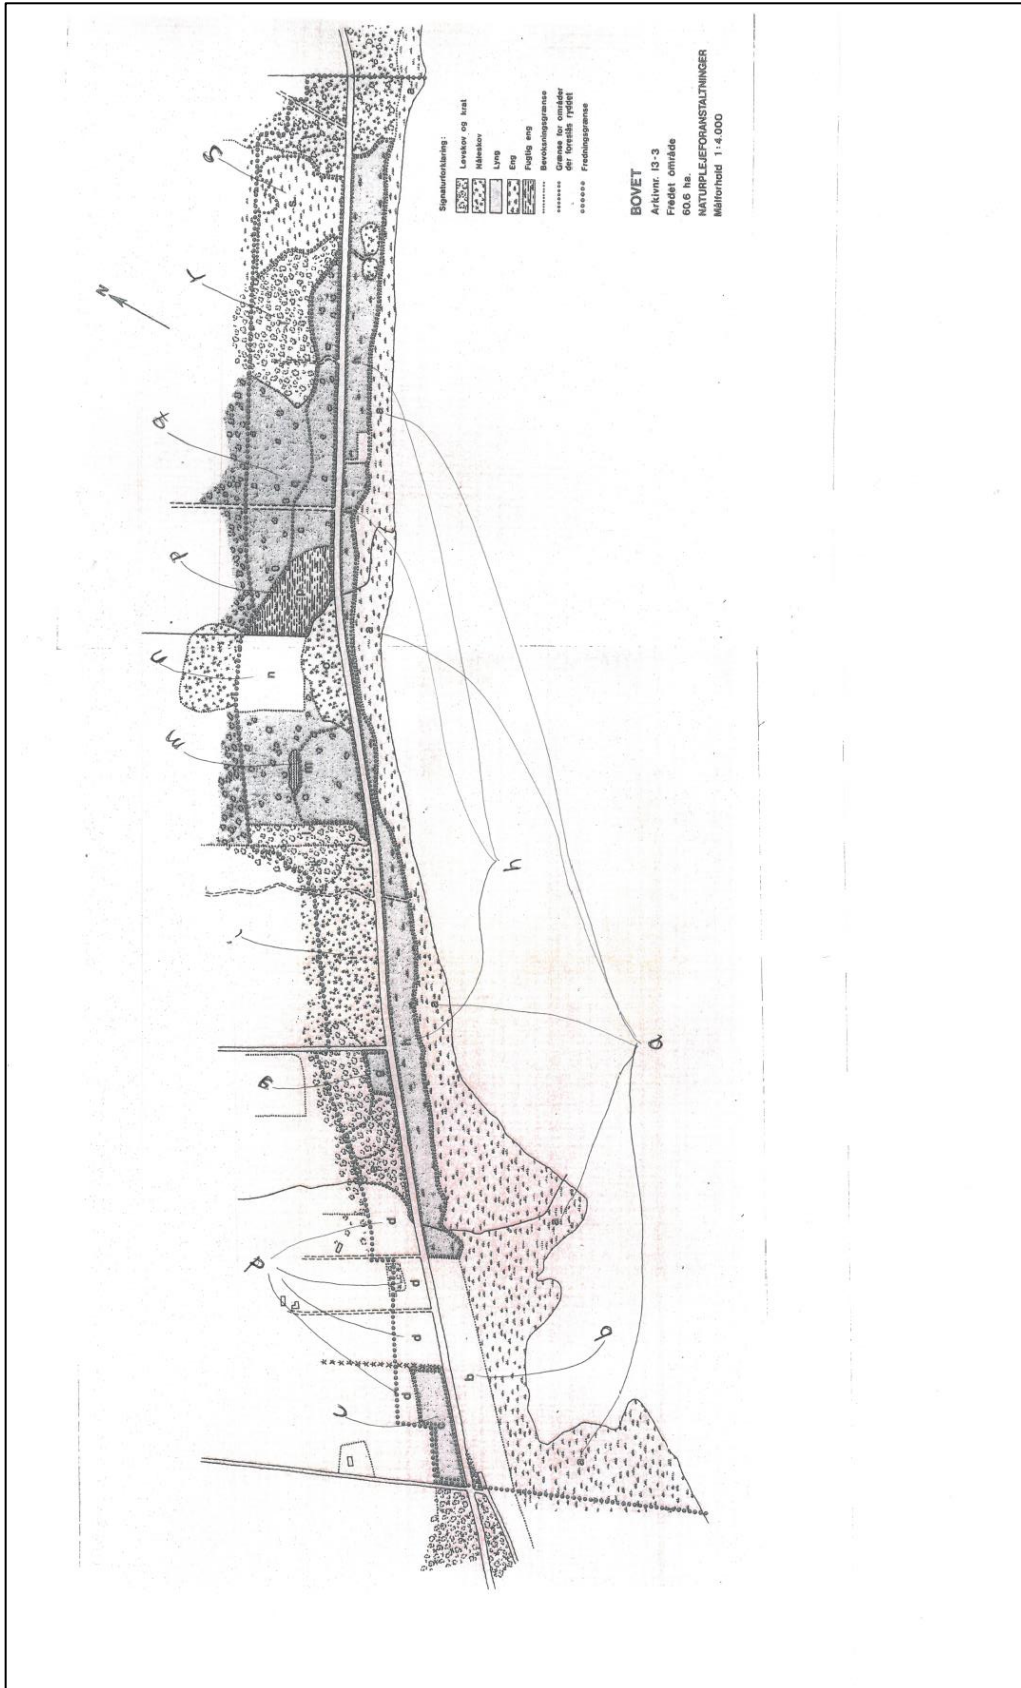 Signaturforklaring:
Løvskov og krat
Nåleskov
Lyng
Eng
Fugtig eng
Bevoksningsgrænse
Grænse for områder
der foreslås ryddet
Fredningsgrænse
BOVET
Arkivnr. 13-3
Fredet område
60.6 ha.
NATURPLEJEFORANSTALTNINGER
Målforhold 1:4.000
N
s
s
r
p
n
n
m
m
h
a
a
a
a
a
a
b
b
d
d
d
d
g